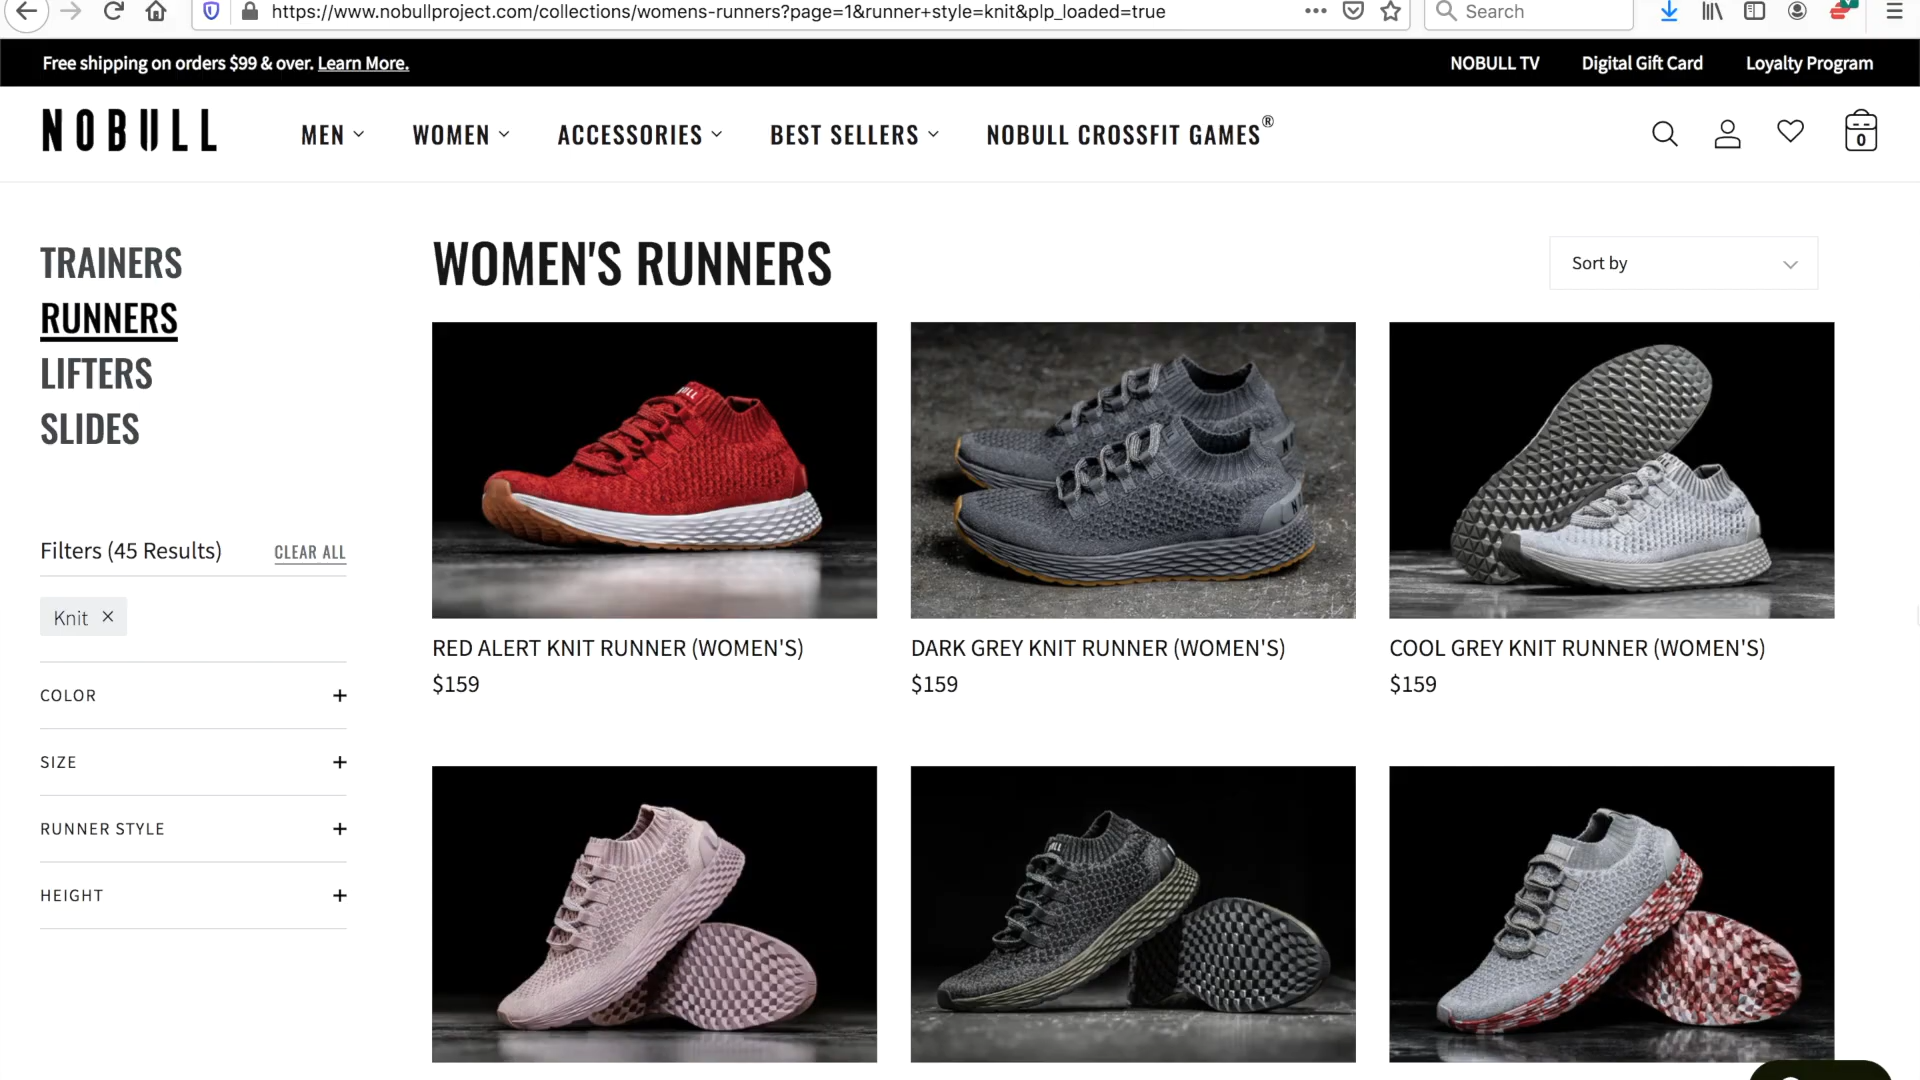 https://www.nobullproject.com/collections/womens-runners?page=1&runner+style=knit&plp_loaded=true
Search
Free shipping on orders $99 & over. Learn More.
NOBULL TV
Digital Gift Card
Loyalty Program
NOBULL
MEN
WOMEN
ACCESSORIES
BEST SELLERS
NOBULL CROSSFIT GAMES®
0
TRAINERS
RUNNERS
LIFTERS
SLIDES
WOMEN'S RUNNERS
Sort by
Filters (45 Results)
CLEAR ALL
Knit ×
COLOR +
SIZE +
RUNNER STYLE +
HEIGHT +
RED ALERT KNIT RUNNER (WOMEN'S)
$159
DARK GREY KNIT RUNNER (WOMEN'S)
$159
COOL GREY KNIT RUNNER (WOMEN'S)
$159